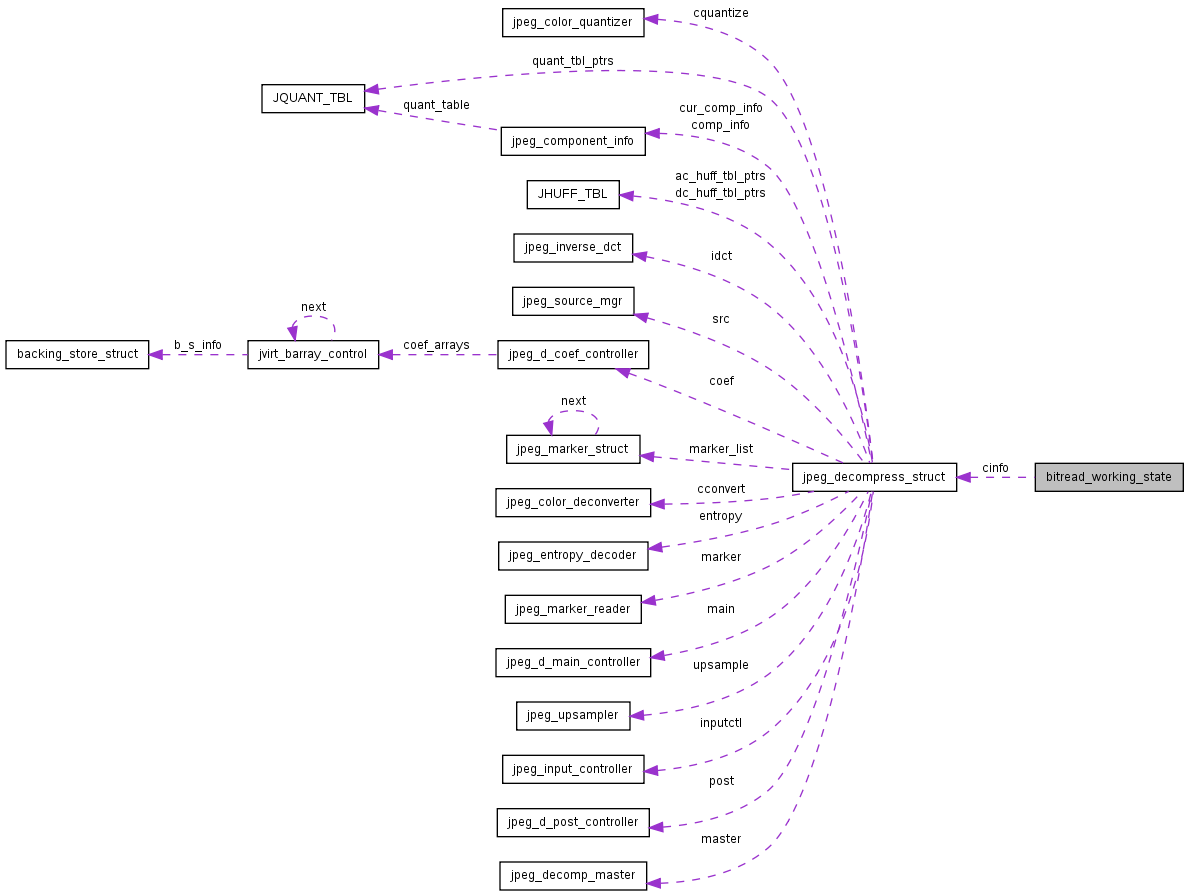 cquantize
jpeg_color_quantizer
quant_tbl_ptrs
JQUANT_TBL
quant_table
cur_comp_info
comp_info
jpeg_component_info
ac_huff_tbl_ptrs
dc_huff_tbl_ptrs
JHUFF_TBL
jpeg_inverse_dct
idct
jpeg_source_mgr
src
next
backing_store_struct
b_s_info
jvirt_barray_control
coef_arrays
jpeg_d_coef_controller
coef
next
jpeg_marker_struct
marker_list
jpeg_decompress_struct
cinfo
bitread_working_state
jpeg_color_deconverter
cconvert
entropy
jpeg_entropy_decoder
marker
jpeg_marker_reader
main
jpeg_d_main_controller
upsample
jpeg_upsampler
inputctl
jpeg_input_controller
post
jpeg_d_post_controller
master
jpeg_decomp_master